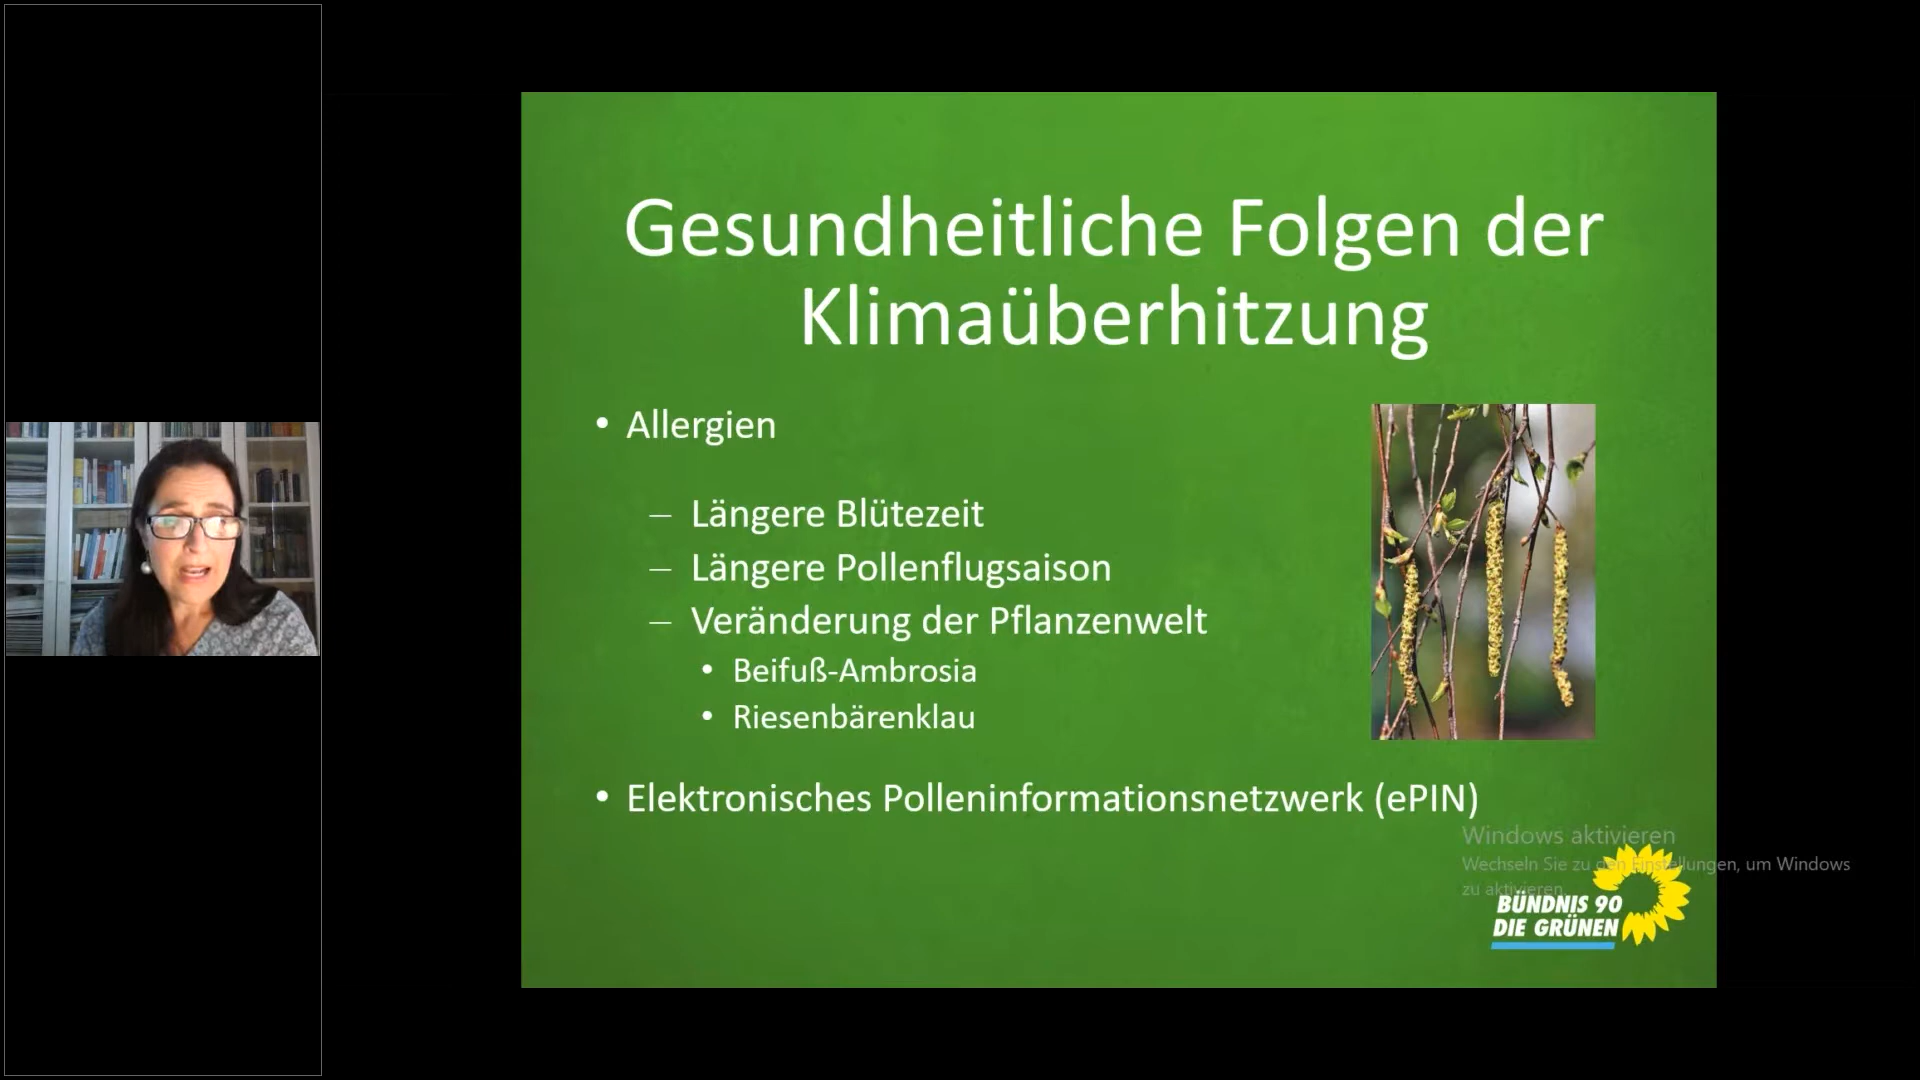 Gesundheitliche Folgen der
Klimaüberhitzung
• Allergien
– Längere Blütezeit
– Längere Pollenflugsaison
– Veränderung der Pflanzenwelt
• Beifuß-Ambrosia
• Riesenbärenklau
• Elektronisches Polleninformationsnetzwerk (ePIN)
Windows aktivieren
Wechseln Sie zu den Einstellungen, um Windows
zu aktivieren.
BÜNDNIS 90
DIE GRÜNEN